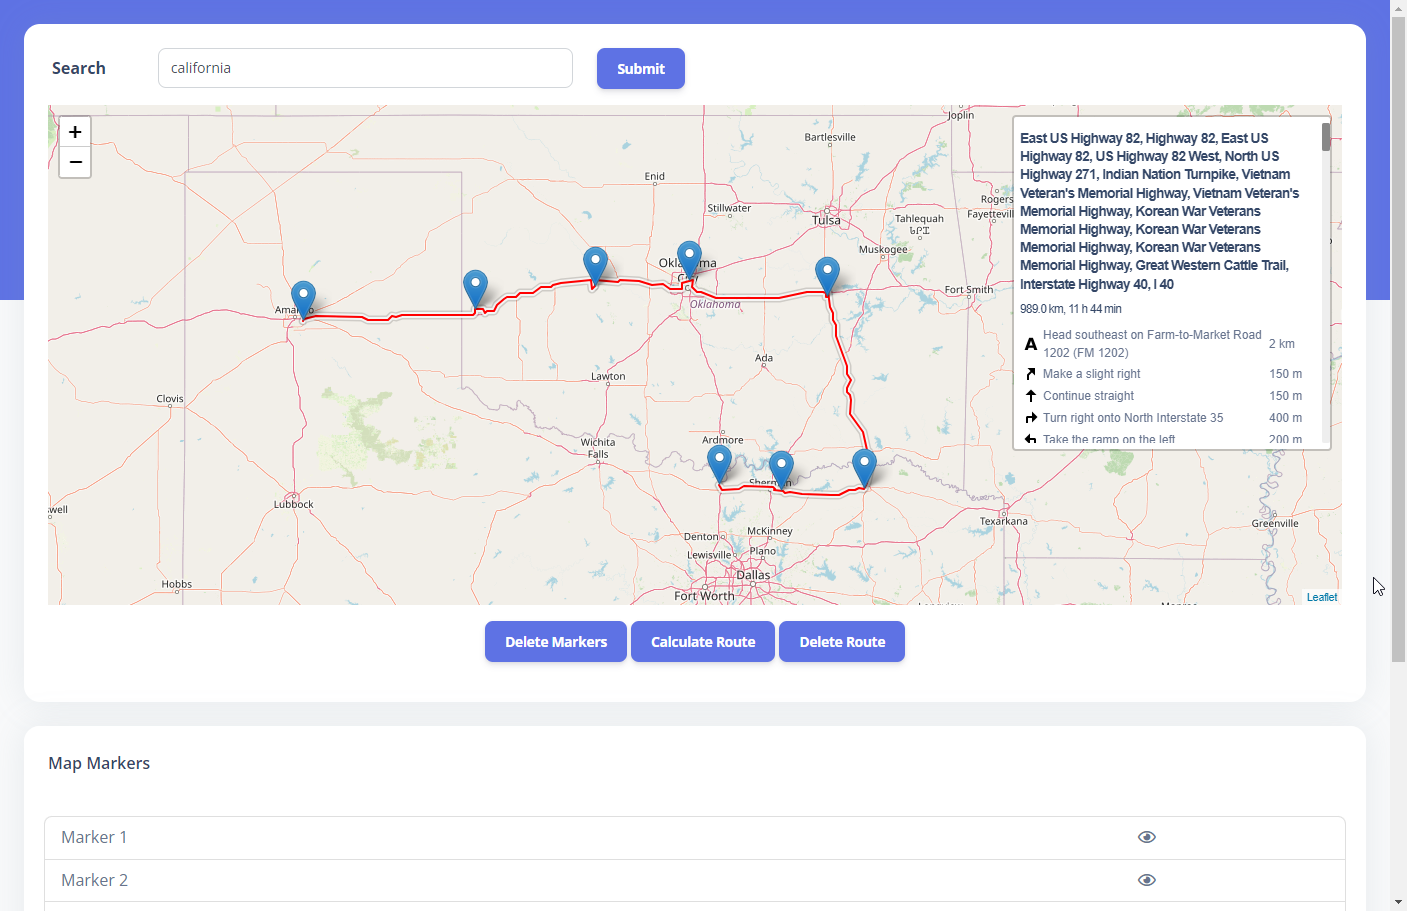 Search
california
Submit
+
−
Joplin
Bartlesville
Enid
Stillwater
Tulsa
Tahlequah
ᏓᎵᏆ
Rogers
Fayettevill
Muskogee
Fort Smith
Oklahoma
Oklahoma
Ada
Lawton
Clovis
Ardmore
Wichita
Falls
Sherman
Lubbock
Texarkana
Greenville
McKinney
Denton
Lewisville
Plano
Dallas
Fort Worth
Hobbs
East US Highway 82, Highway 82, East US
Highway 82, US Highway 82 West, North US
Highway 271, Indian Nation Turnpike, Vietnam
Veteran's Memorial Highway, Vietnam Veteran's
Memorial Highway, Korean War Veterans
Memorial Highway, Korean War Veterans
Memorial Highway, Korean War Veterans
Memorial Highway, Great Western Cattle Trail,
Interstate Highway 40, I 40
989.0 km, 11 h 44 min
A Head southeast on Farm-to-Market Road 1202 (FM 1202) 2 km
Make a slight right 150 m
Continue straight 150 m
Turn right onto North Interstate 35 400 m
Take the ramp on the left 200 m
Leaflet
Delete Markers Calculate Route Delete Route
Map Markers
Marker 1
Marker 2